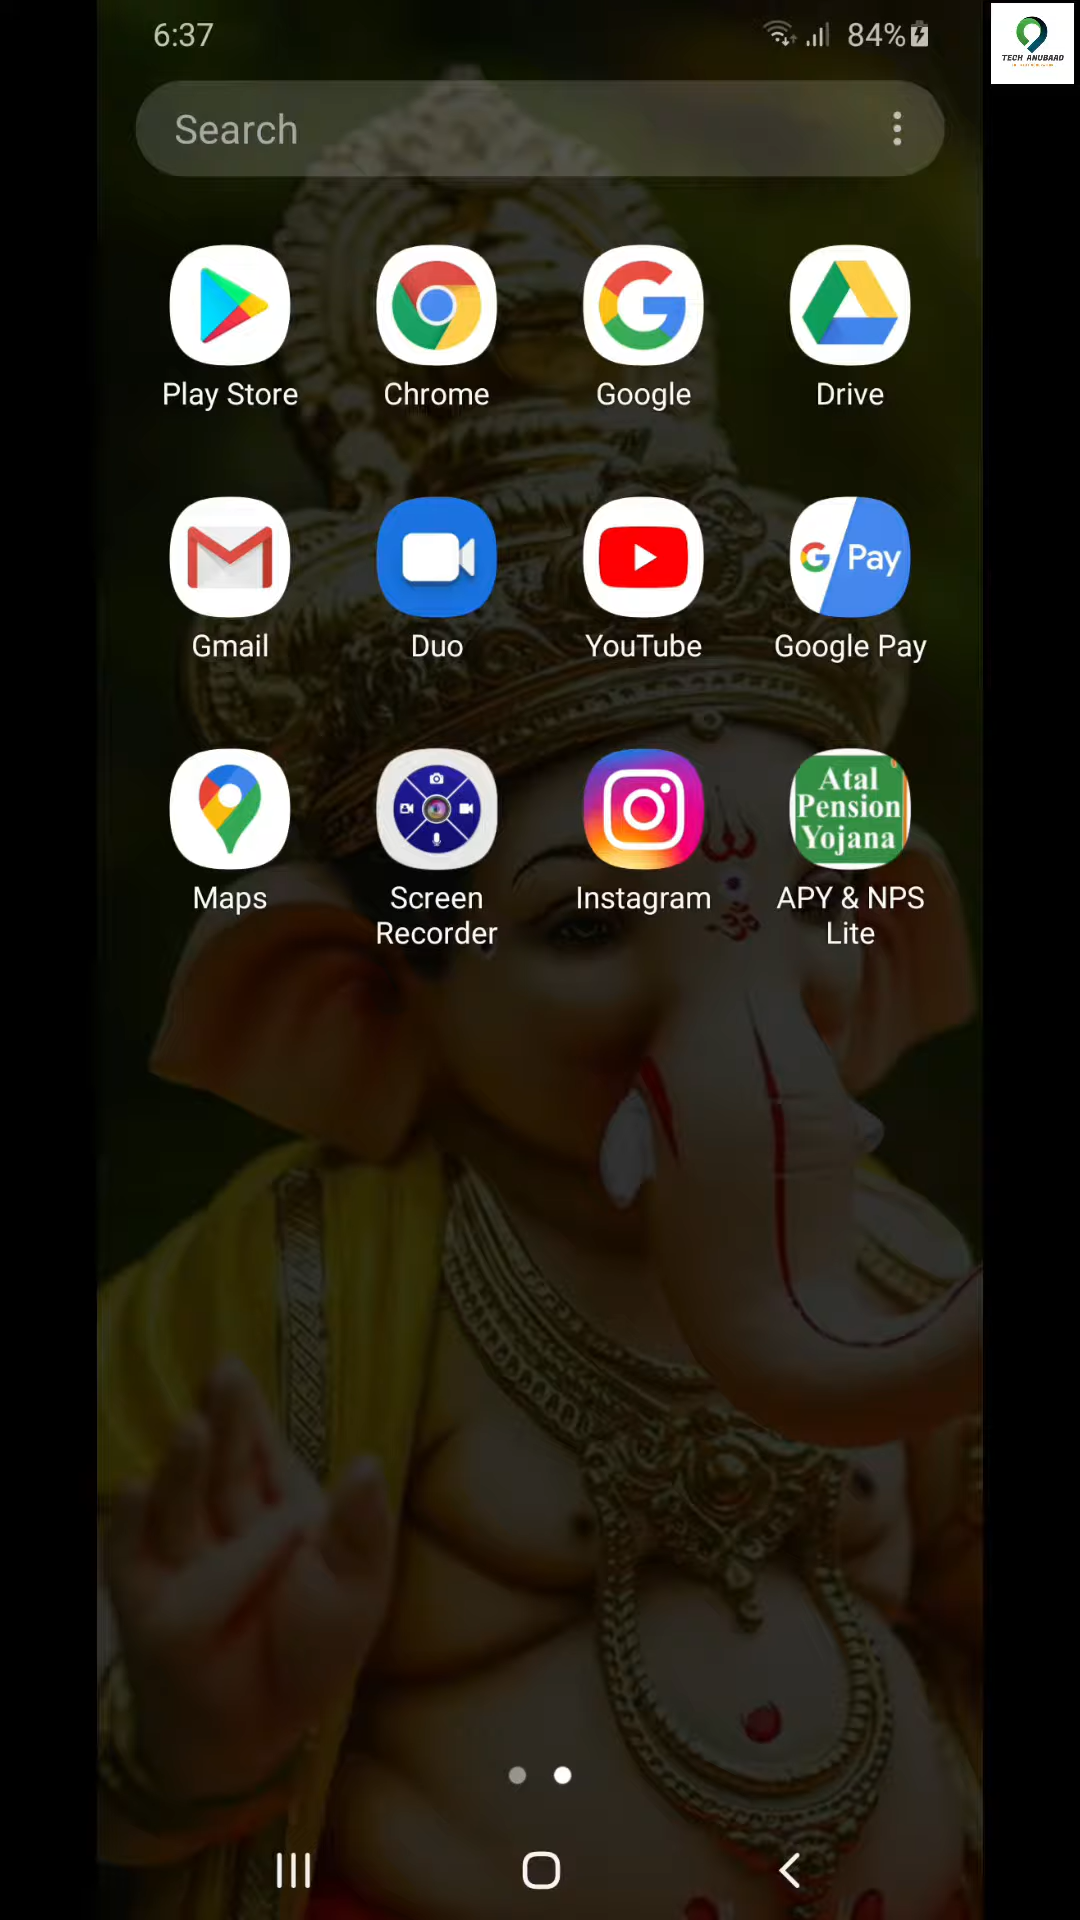 6:37
84%
TECH ANUBAAD
Search
Play Store
Chrome
Google
Drive
Pay
Gmail
Duo
YouTube
Google Pay
Atal
Pension
Yojana
Maps
Screen
Recorder
Instagram
APY & NPS
Lite